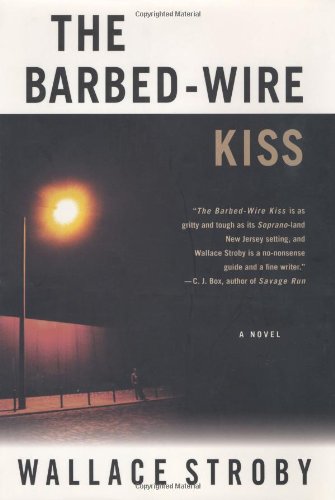 THE
BARBED-WIRE
KISS
"The Barbed-Wire Kiss is as
gritty and tough as its Soprano-land
New Jersey setting, and
Wallace Stroby is a no-nonsense
guide and a fine writer."
—C. J. Box, author of Savage Run
A NOVEL
WALLACE STROBY